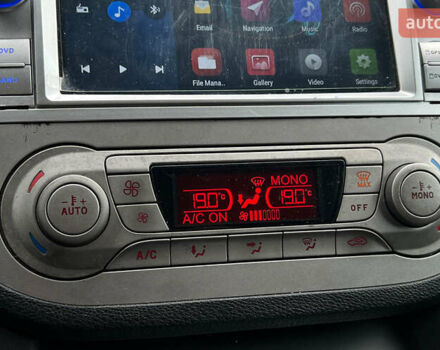 auto
Email
Navigation
Music
Radio
DVD
File Mana..
Gallery
Video
Settings
MAX
MONO
19.0°C
19.0°C
A/C ON
AUTO
OFF
MONO
A/C